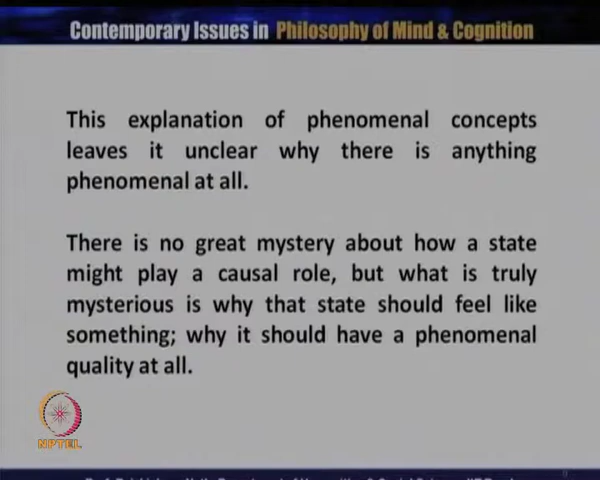 Contemporary Issues in Philosophy of Mind & Cognition
This explanation of phenomenal concepts
leaves it unclear why there is anything
phenomenal at all.
There is no great mystery about how a state
might play a causal role, but what is truly
mysterious is why that state should feel like
something; why it should have a phenomenal
quality at all.
NPTEL